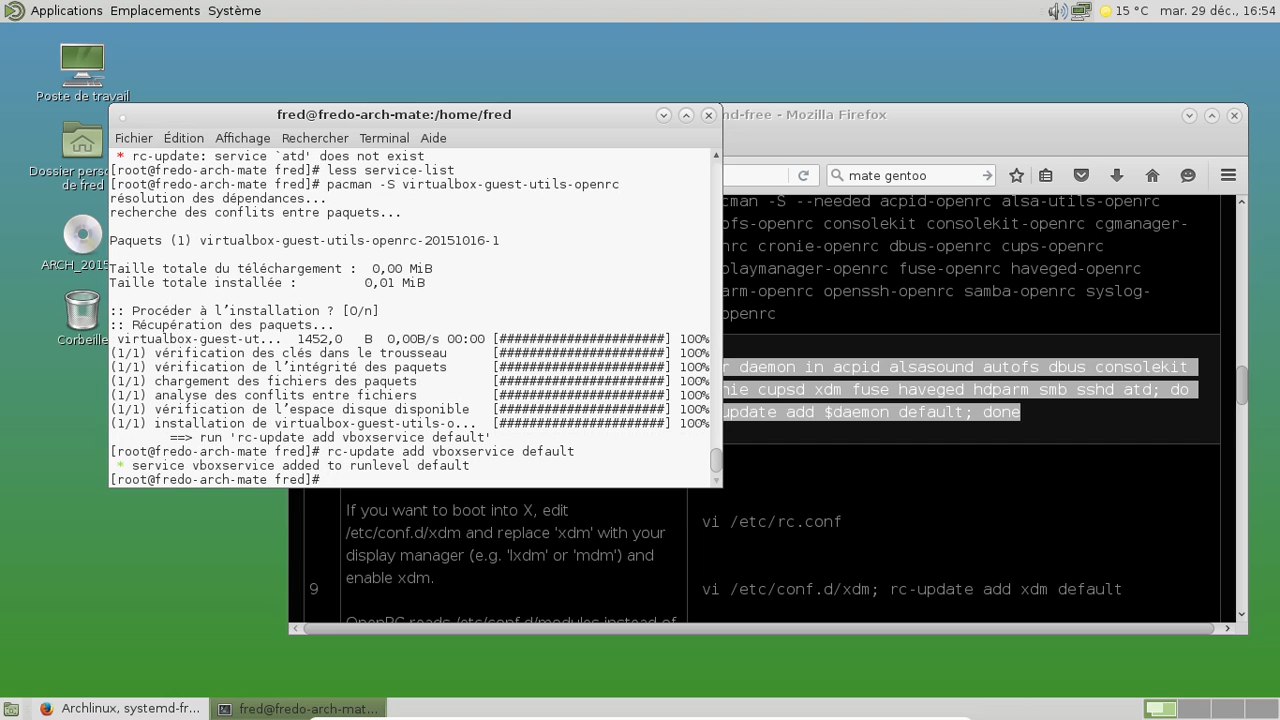 Applications Emplacements Système
15 °C mar. 29 déc., 16:54
Poste de travail
Dossier pers
de fred
ARCH_2015
Corbeille
fred@fredo-arch-mate:/home/fred
Fichier Édition Affichage Rechercher Terminal Aide
* rc-update: service `atd' does not exist
[root@fredo-arch-mate fred]# less service-list
[root@fredo-arch-mate fred]# pacman -S virtualbox-guest-utils-openrc
résolution des dépendances...
recherche des conflits entre paquets...
Paquets (1) virtualbox-guest-utils-openrc-20151016-1
Taille totale du téléchargement :  0,00 MiB
Taille totale installée :  0,01 MiB
:: Procéder à l’installation ? [O/n]
:: Récupération des paquets...
virtualbox-guest-ut...  1452,0   B  0,00B/s 00:00 [######################] 100%
(1/1) vérification des clés dans le trousseau [######################] 100%
(1/1) vérification de l’intégrité des paquets [######################] 100%
(1/1) chargement des fichiers des paquets [######################] 100%
(1/1) analyse des conflits entre fichiers [######################] 100%
(1/1) vérification de l’espace disque disponible [######################] 100%
(1/1) installation de virtualbox-guest-utils-o... [######################] 100%
==> run 'rc-update add vboxservice default'
[root@fredo-arch-mate fred]# rc-update add vboxservice default
* service vboxservice added to runlevel default
[root@fredo-arch-mate fred]#
nd-free - Mozilla Firefox
mate gentoo
cman -S --needed acpid-openrc alsa-utils-openrc
ofs-openrc consolekit consolekit-openrc cgmanager-
nrc cronie-openrc dbus-openrc cups-openrc
playmanager-openrc fuse-openrc haveged-openrc
arm-openrc openssh-openrc samba-openrc syslog-
openrc
r daemon in acpid alsasound autofs dbus consolekit
nie cupsd xdm fuse haveged hdparm smb sshd atd; do
update add $daemon default; done
If you want to boot into X, edit
/etc/conf.d/xdm and replace 'xdm' with your
display manager (e.g. 'lxdm' or 'mdm') and
enable xdm.
vi /etc/rc.conf
9
vi /etc/conf.d/xdm; rc-update add xdm default
OpenRC reads /etc/conf.d/modules instead of
Archlinux, systemd-fr...
fred@fredo-arch-mat...